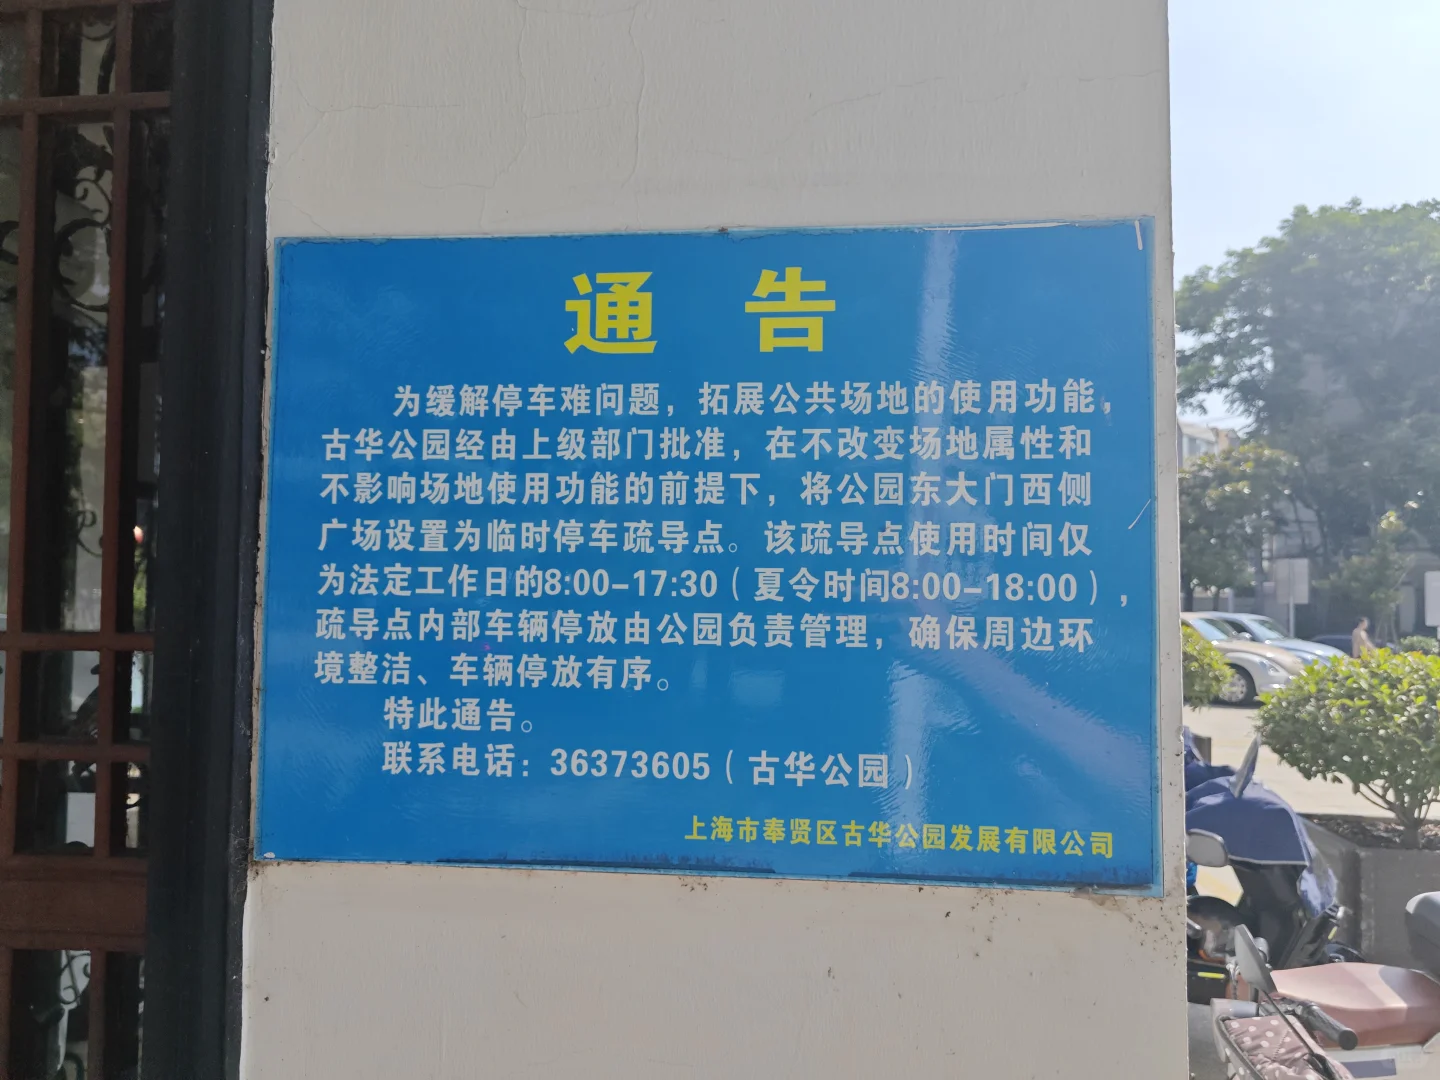 通 告
为缓解停车难问题，拓展公共场地的使用功能，
古华公园经由上级部门批准，在不改变场地属性和
不影响场地使用功能的前提下，将公园东大门西侧
广场设置为临时停车疏导点。该疏导点使用时间仅
为法定工作日的8:00-17:30（夏令时间8:00-18:00），
疏导点内部车辆停放由公园负责管理，确保周边环
境整洁、车辆停放有序。
特此通告。
联系电话：36373605（古华公园）
上海市奉贤区古华公园发展有限公司